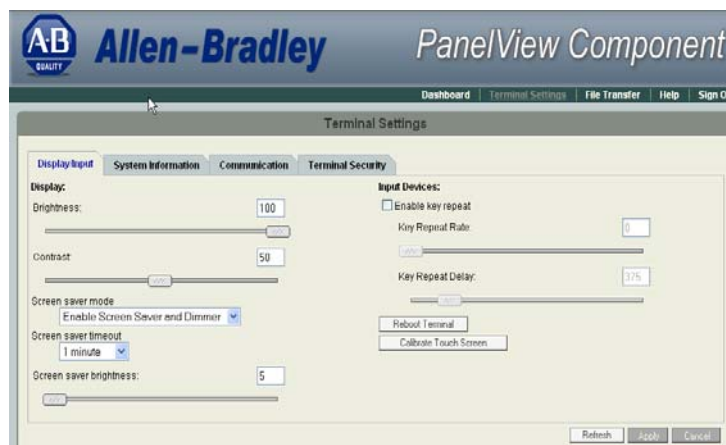 A·B
QUALITY
Allen-Bradley
PanelView Component
Dashboard | Terminal Settings | File Transfer | Help | Sign O
Terminal Settings
Display/Input
System Information
Communication
Terminal Security
Display:
Brightness:
100
Contrast:
50
Screen saver mode
Enable Screen Saver and Dimmer
Screen saver timeout
1 minute
Screen saver brightness:
5
Input Devices:
Enable key repeat
Key Repeat Rate:
0
Key Repeat Delay:
375
Reboot Terminal
Calibrate Touch Screen
Refresh
Apply
Cancel